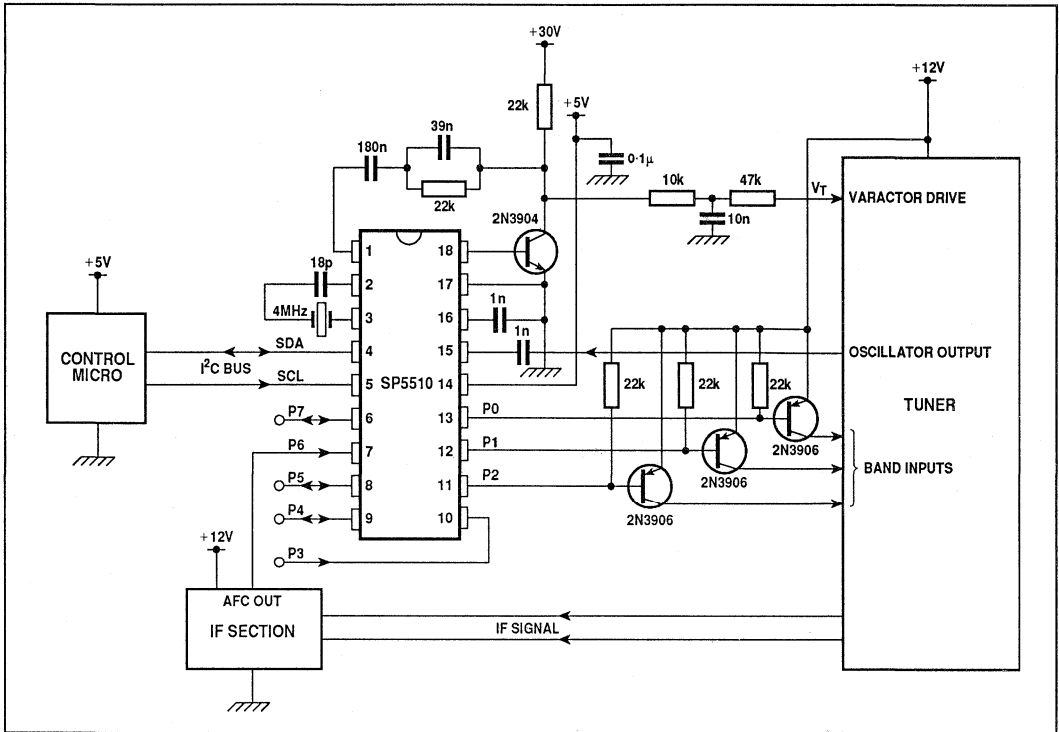 +30V
+12V
22k
+5V
39n
180n
0·1µ
22k
10k
47k
VT
VARACTOR DRIVE
10n
2N3904
1
18
+5V
18p
2
17
1n
4MHz
3
16
1n
CONTROL
MICRO
SDA
4
15
OSCILLATOR OUTPUT
I²C BUS
SCL
5
SP5510
14
22k
22k
22k
TUNER
P7
6
13
P0
P6
7
12
P1
2N3906
BAND INPUTS
P5
8
11
P2
2N3906
P4
9
10
2N3906
+12V
P3
AFC OUT
IF SECTION
IF SIGNAL